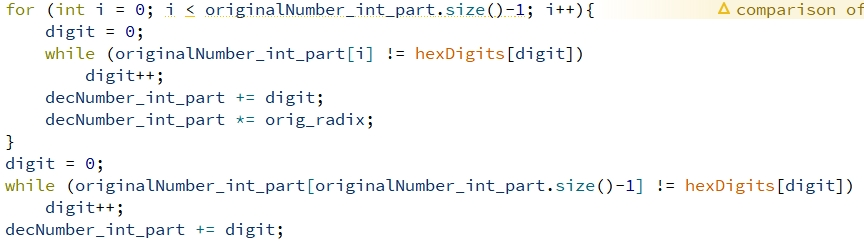 for (int i = 0; i < originalNumber_int_part.size()-1; i++){ ⚠ comparison of
    digit = 0;
    while (originalNumber_int_part[i] != hexDigits[digit])
        digit++;
    decNumber_int_part += digit;
    decNumber_int_part *= orig_radix;
}
digit = 0;
while (originalNumber_int_part[originalNumber_int_part.size()-1] != hexDigits[digit])
    digit++;
decNumber_int_part += digit;